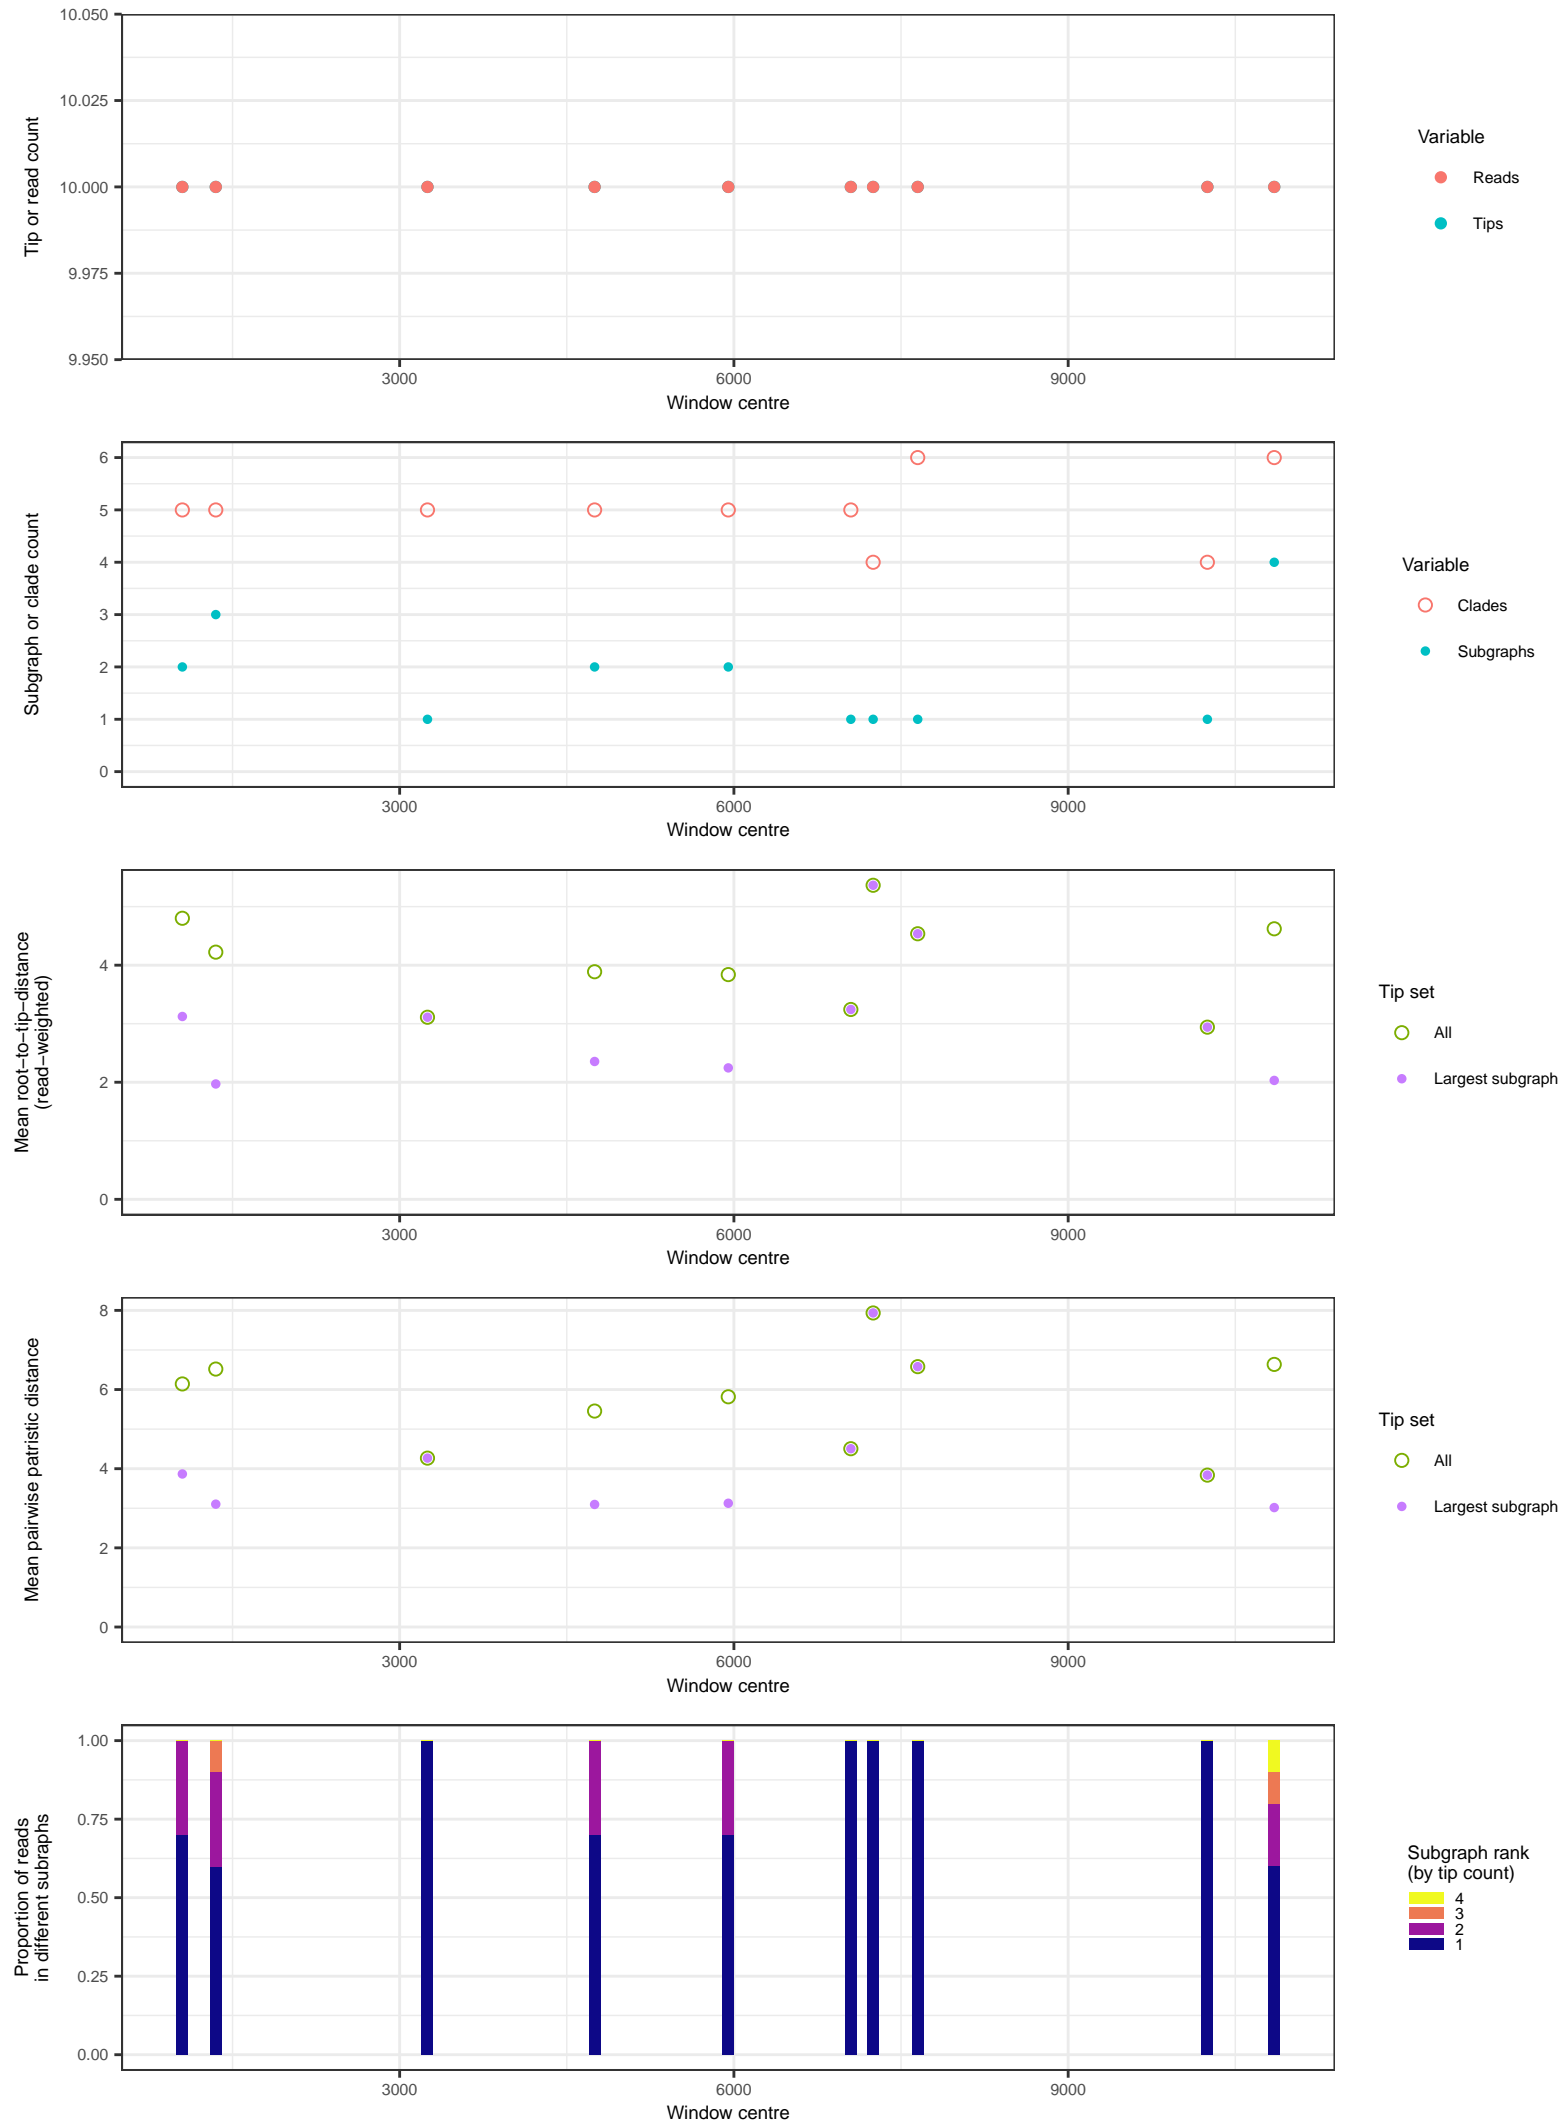 10.050
10.025
10.000
9.975
9.950
Tip or read count
3000 6000 9000
Window centre
Variable
Reads
Tips
6
5
4
3
2
1
0
Subgraph or clade count
3000 6000 9000
Window centre
Variable
Clades
Subgraphs
4
2
0
Mean root−to−tip−distance
(read−weighted)
3000 6000 9000
Window centre
Tip set
All
Largest subgraph
8
6
4
2
0
Mean pairwise patristic distance
3000 6000 9000
Window centre
Tip set
All
Largest subgraph
1.00
0.75
0.50
0.25
0.00
Proportion of reads
in different subraphs
3000 6000 9000
Window centre
Subgraph rank
(by tip count)
4
3
2
1